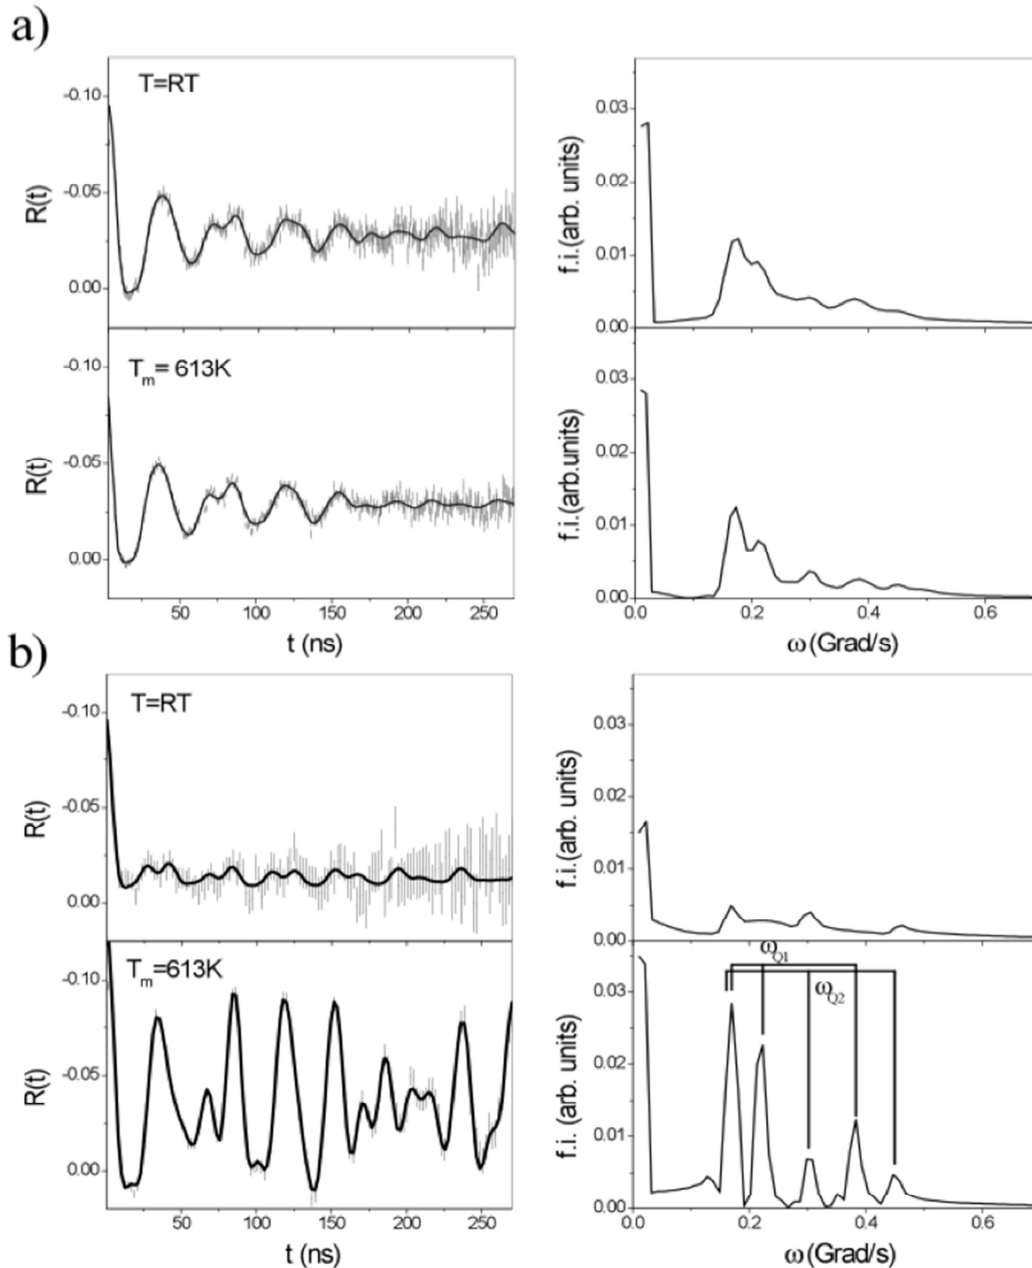 a)
T=RT
-0.10
-0.05
0.00
R(t)
0.03
0.02
0.01
0.00
f.i.(arb. units)
T_m= 613K
-0.10
-0.05
0.00
R(t)
50 100 150 200 250
t (ns)
0.03
0.02
0.01
0.00
f.i.(arb.units)
0.0 0.2 0.4 0.6
ω(Grad/s)
b)
T=RT
-0.10
-0.05
0.00
R(t)
0.03
0.02
0.01
0.00
f.i.(arb. units)
T_m=613K
-0.10
-0.05
0.00
R(t)
50 100 150 200 250
t (ns)
ω_Q1
ω_Q2
0.03
0.02
0.01
0.00
f.i. (arb. units)
0.0 0.2 0.4 0.6
ω(Grad/s)